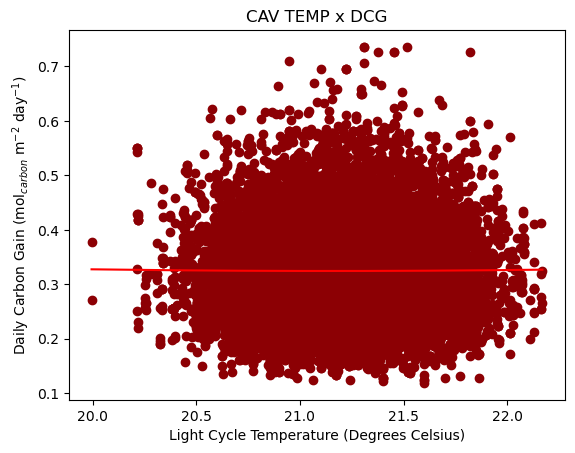 CAV TEMP x DCG
Daily Carbon Gain (mol_carbon m⁻² day⁻¹)
0.7
0.6
0.5
0.4
0.3
0.2
0.1
20.0 20.5 21.0 21.5 22.0
Light Cycle Temperature (Degrees Celsius)